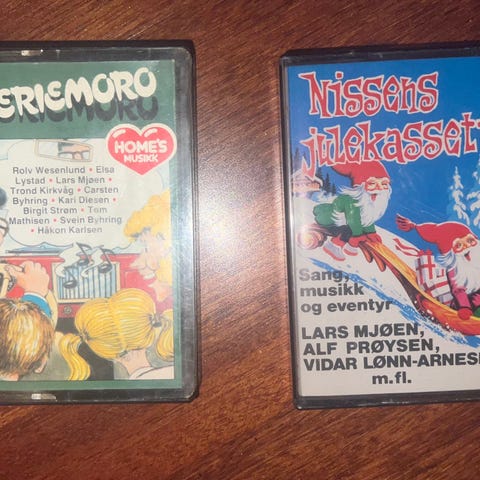 ERIEMORO
HOME'S
MUSIKK
Rolv Wesenlund • Elsa
Lystad • Lars Mjøen •
Trond Kirkvåg • Carsten
Byhring • Kari Diesen •
Birgit Strøm • Tom
Mathisen • Svein Byhring
• Håkon Karlsen
Nissens
julekassett
Sang,
musikk
og eventyr
LARS MJØEN,
ALF PRØYSEN,
VIDAR LØNN-ARNESE
m.fl.